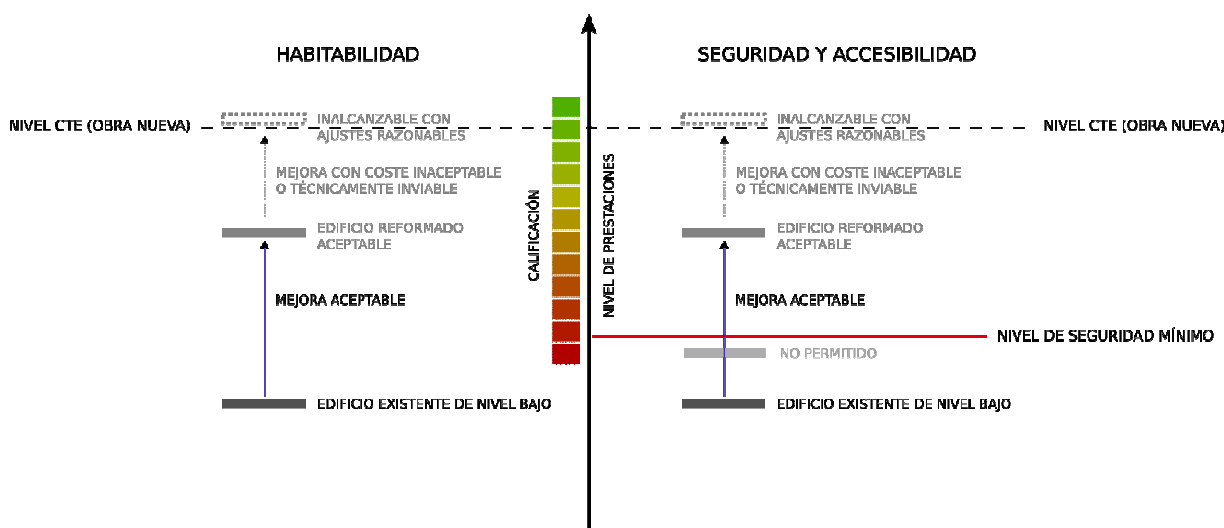 HABITABILIDAD
SEGURIDAD Y ACCESIBILIDAD
NIVEL CTE (OBRA NUEVA)
INALCANZABLE CON
AJUSTES RAZONABLES
INALCANZABLE CON
AJUSTES RAZONABLES
NIVEL CTE (OBRA NUEVA)
MEJORA CON COSTE INACEPTABLE
O TÉCNICAMENTE INVIABLE
MEJORA CON COSTE INACEPTABLE
O TÉCNICAMENTE INVIABLE
EDIFICIO REFORMADO
ACEPTABLE
CALIFICACIÓN
NIVEL DE PRESTACIONES
EDIFICIO REFORMADO
ACEPTABLE
MEJORA ACEPTABLE
MEJORA ACEPTABLE
NIVEL DE SEGURIDAD MÍNIMO
NO PERMITIDO
EDIFICIO EXISTENTE DE NIVEL BAJO
EDIFICIO EXISTENTE DE NIVEL BAJO